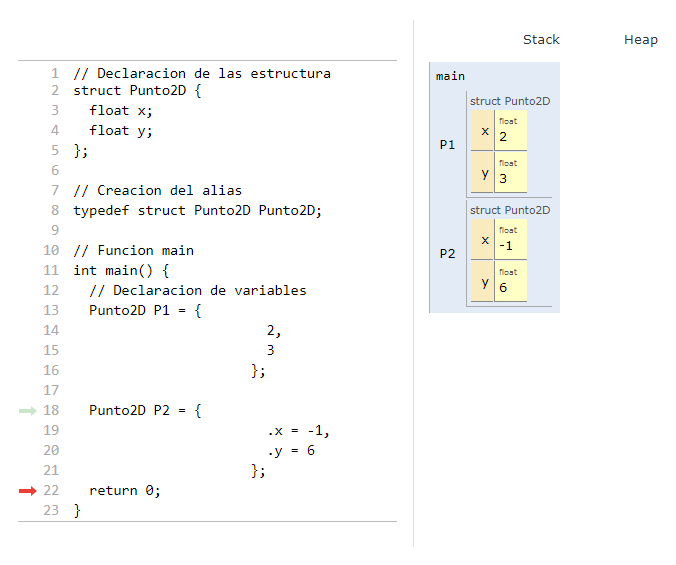 1 // Declaracion de las estructura
2 struct Punto2D {
3   float x;
4   float y;
5 };
6
7 // Creacion del alias
8 typedef struct Punto2D Punto2D;
9
10 // Funcion main
11 int main() {
12   // Declaracion de variables
13   Punto2D P1 = {
14                         2,
15                         3
16                       };
17
18   Punto2D P2 = {
19                         .x = -1,
20                         .y = 6
21                       };
22   return 0;
23 }
Stack Heap
main
struct Punto2D
P1
x float 2
y float 3
struct Punto2D
P2
x float -1
y float 6